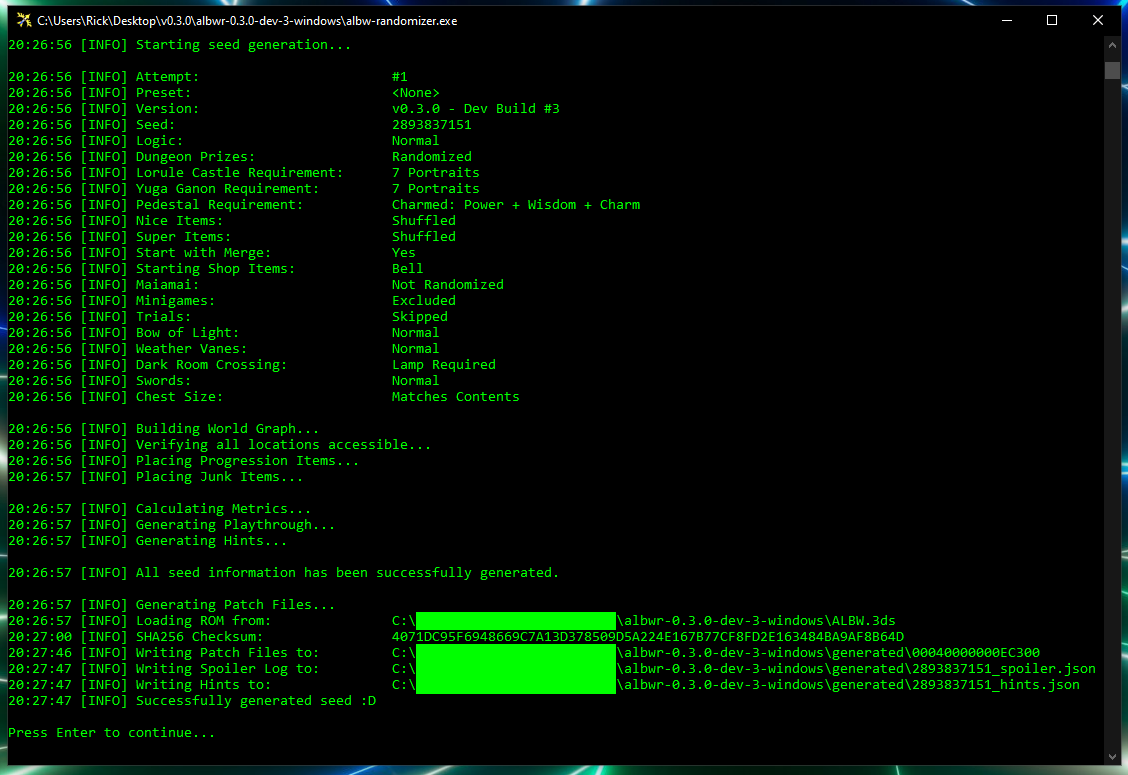 C:\Users\Rick\Desktop\v0.3.0\albwr-0.3.0-dev-3-windows\albw-randomizer.exe
20:26:56 [INFO] Starting seed generation...
20:26:56 [INFO] Attempt: #1
20:26:56 [INFO] Preset: <None>
20:26:56 [INFO] Version: v0.3.0 - Dev Build #3
20:26:56 [INFO] Seed: 2893837151
20:26:56 [INFO] Logic: Normal
20:26:56 [INFO] Dungeon Prizes: Randomized
20:26:56 [INFO] Lorule Castle Requirement: 7 Portraits
20:26:56 [INFO] Yuga Ganon Requirement: 7 Portraits
20:26:56 [INFO] Pedestal Requirement: Charmed: Power + Wisdom + Charm
20:26:56 [INFO] Nice Items: Shuffled
20:26:56 [INFO] Super Items: Shuffled
20:26:56 [INFO] Start with Merge: Yes
20:26:56 [INFO] Starting Shop Items: Bell
20:26:56 [INFO] Maiamai: Not Randomized
20:26:56 [INFO] Minigames: Excluded
20:26:56 [INFO] Trials: Skipped
20:26:56 [INFO] Bow of Light: Normal
20:26:56 [INFO] Weather Vanes: Normal
20:26:56 [INFO] Dark Room Crossing: Lamp Required
20:26:56 [INFO] Swords: Normal
20:26:56 [INFO] Chest Size: Matches Contents
20:26:56 [INFO] Building World Graph...
20:26:56 [INFO] Verifying all locations accessible...
20:26:56 [INFO] Placing Progression Items...
20:26:57 [INFO] Placing Junk Items...
20:26:57 [INFO] Calculating Metrics...
20:26:57 [INFO] Generating Playthrough...
20:26:57 [INFO] Generating Hints...
20:26:57 [INFO] All seed information has been successfully generated.
20:26:57 [INFO] Generating Patch Files...
20:26:57 [INFO] Loading ROM from: C:\ \albwr-0.3.0-dev-3-windows\ALBW.3ds
20:27:00 [INFO] SHA256 Checksum: 4071DC95F6948669C7A13D378509D5A224E167B77CF8FD2E163484BA9AF8B64D
20:27:46 [INFO] Writing Patch Files to: C:\ \albwr-0.3.0-dev-3-windows\generated\00040000000EC300
20:27:47 [INFO] Writing Spoiler Log to: C:\ \albwr-0.3.0-dev-3-windows\generated\2893837151_spoiler.json
20:27:47 [INFO] Writing Hints to: C:\ \albwr-0.3.0-dev-3-windows\generated\2893837151_hints.json
20:27:47 [INFO] Successfully generated seed :D
Press Enter to continue...